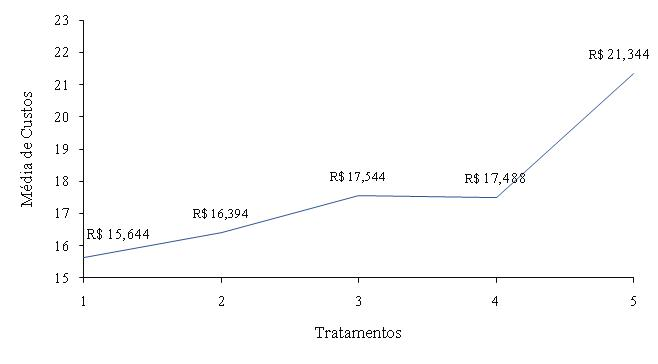 23
22
21
20
19
18
17
16
15
Média de Custos
R$ 15,644
R$ 16,394
R$ 17,544
R$ 17,488
R$ 21,344
1 2 3 4 5
Tratamentos